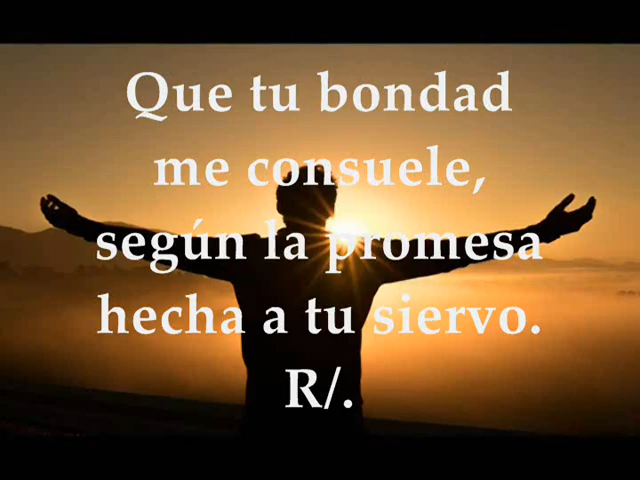 Que tu bondad
me consuele,
según la promesa
hecha a tu siervo.
R/.